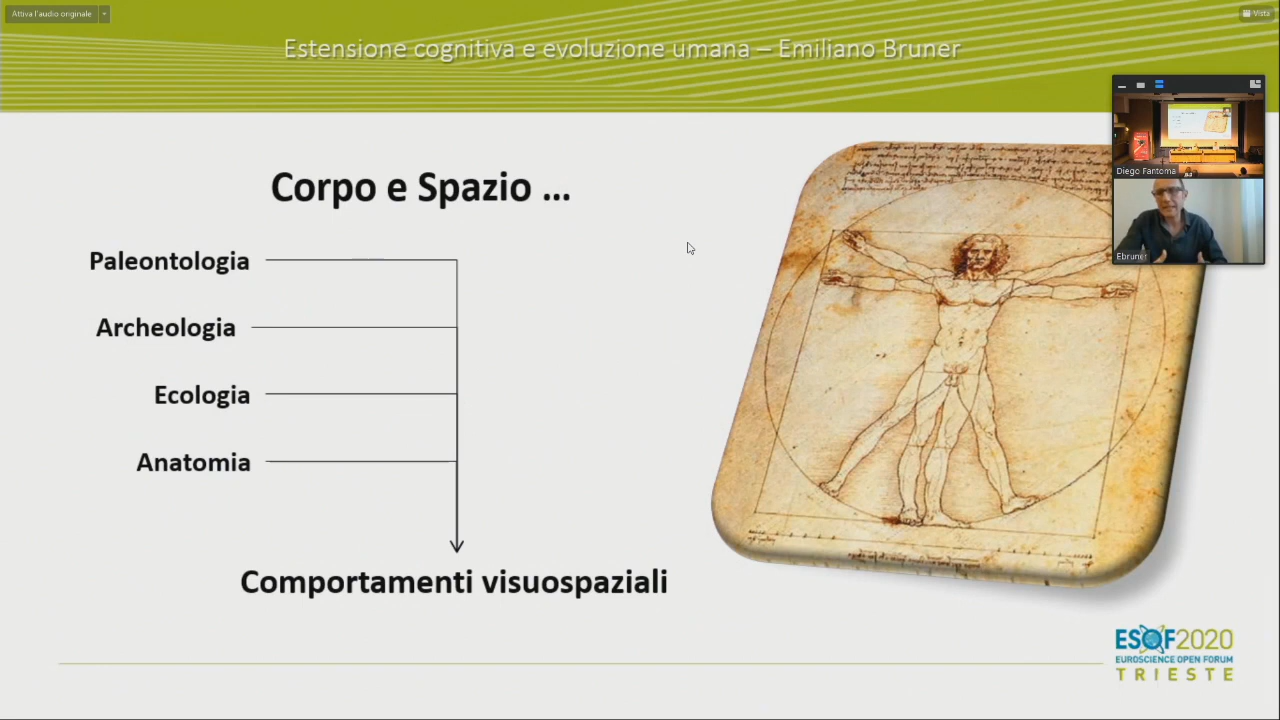 Attiva l'audio originale
Vista
Estensione cognitiva e evoluzione umana – Emiliano Bruner
Diego Fantoma
Ebruner
Corpo e Spazio ...
Paleontologia
Archeologia
Ecologia
Anatomia
Comportamenti visuospaziali
ESOF2020
EUROSCIENCE OPEN FORUM
TRIESTE